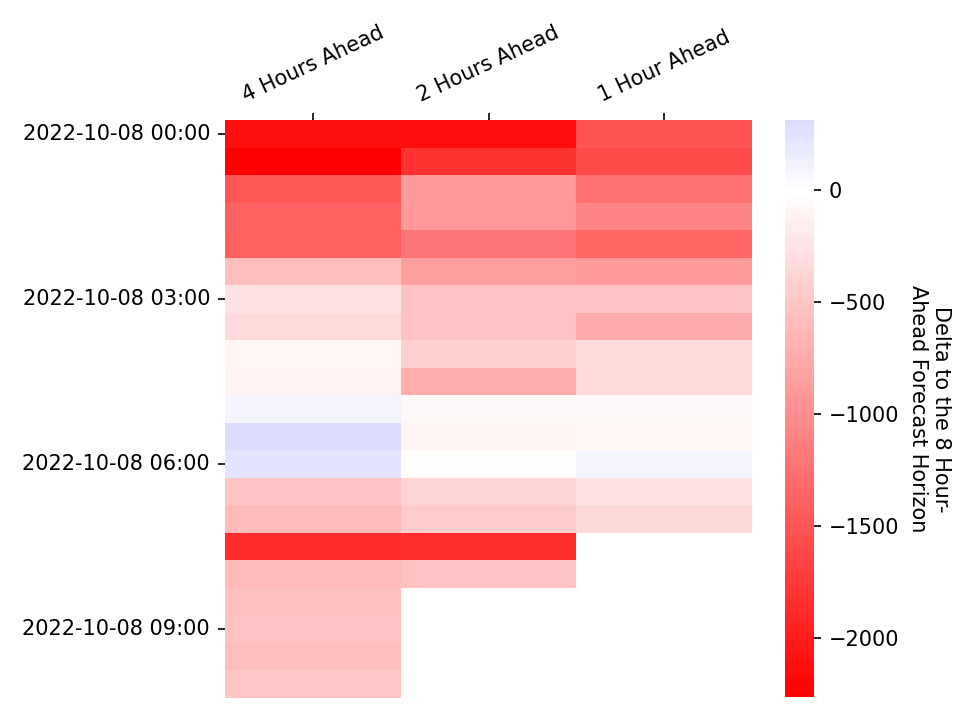 4 Hours Ahead
2 Hours Ahead
1 Hour Ahead
2022-10-08 00:00
2022-10-08 03:00
2022-10-08 06:00
2022-10-08 09:00
0
−500
−1000
−1500
−2000
Delta to the 8 Hour-
Ahead Forecast Horizon